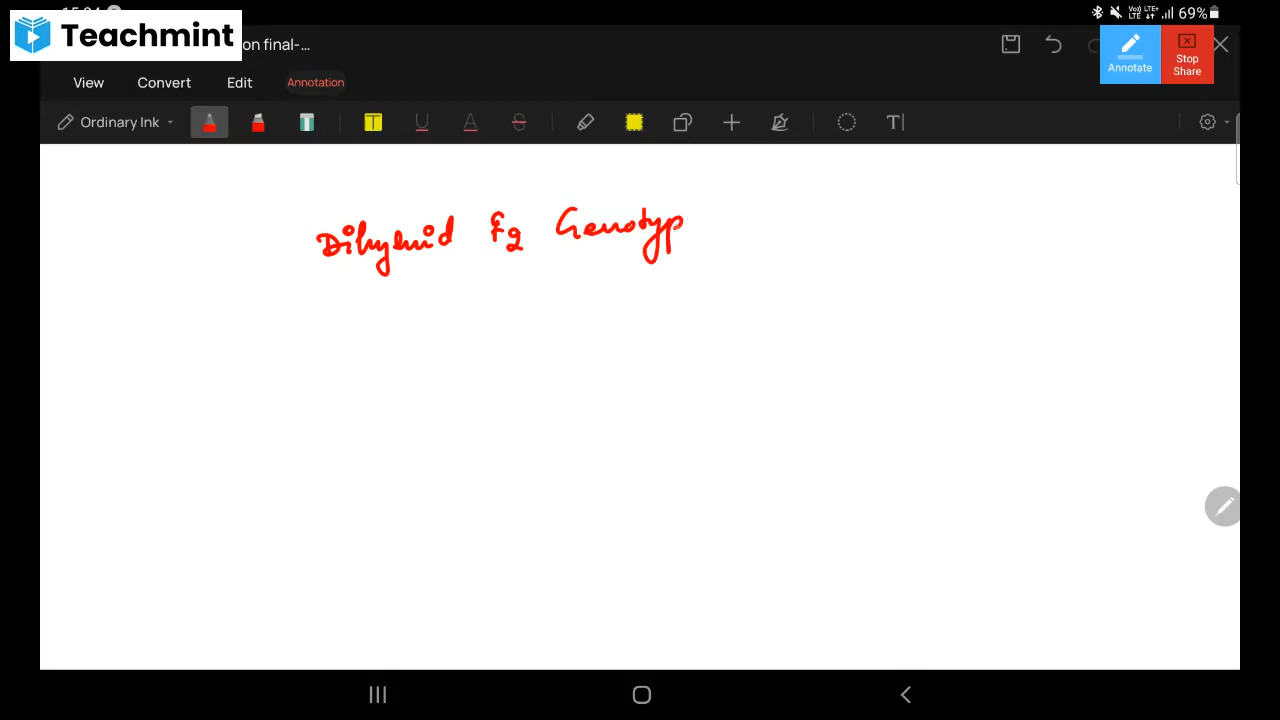 Teachmint
on final-...
69%
Annotate
Stop
Share
View Convert Edit Annotation
Ordinary Ink
Dihybrid F2 Genotyp